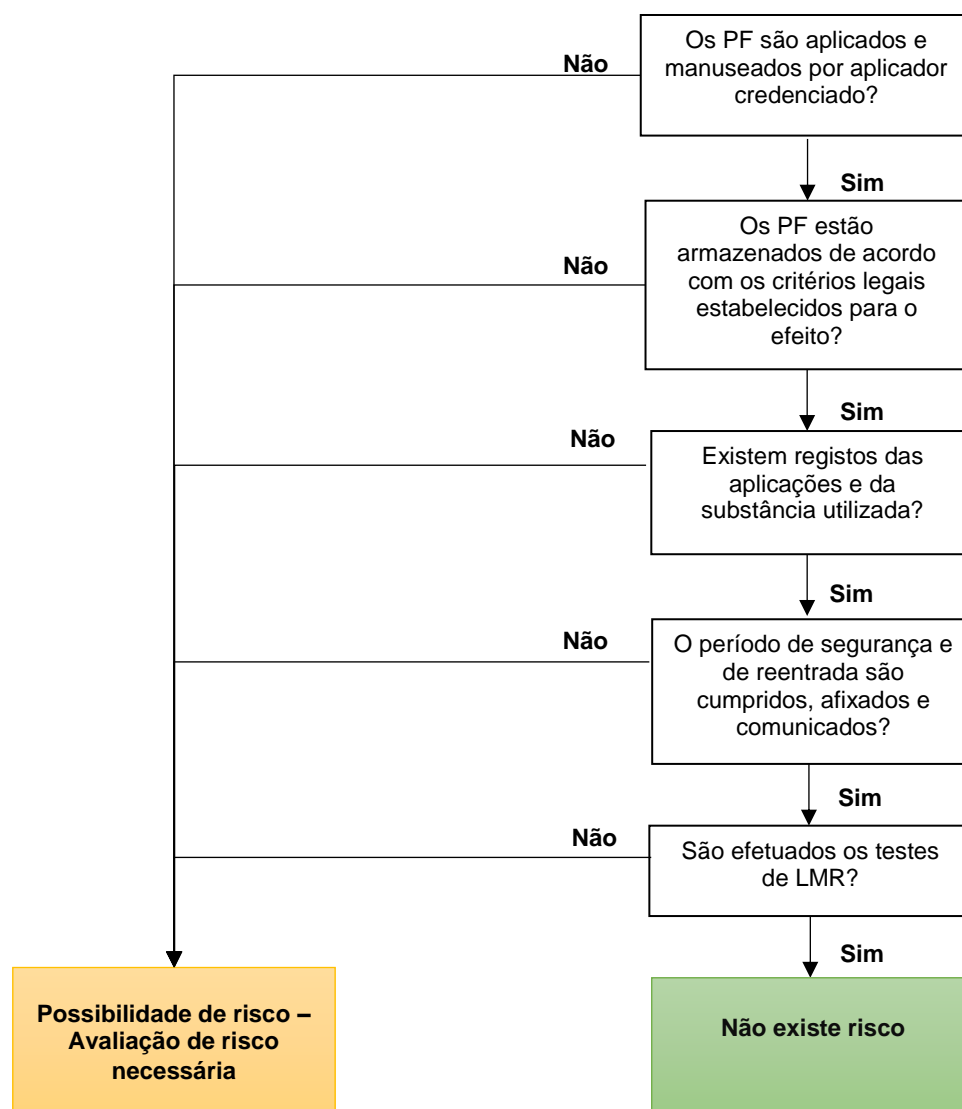 Os PF são aplicados e
manuseados por aplicador
credenciado?
Não
Sim
Os PF estão
armazenados de acordo
com os critérios legais
estabelecidos para o
efeito?
Não
Sim
Existem registos das
aplicações e da
substância utilizada?
Não
Sim
O período de segurança e
de reentrada são
cumpridos, afixados e
comunicados?
Não
Sim
São efetuados os testes
de LMR?
Não
Sim
Possibilidade de risco –
Avaliação de risco
necessária
Não existe risco